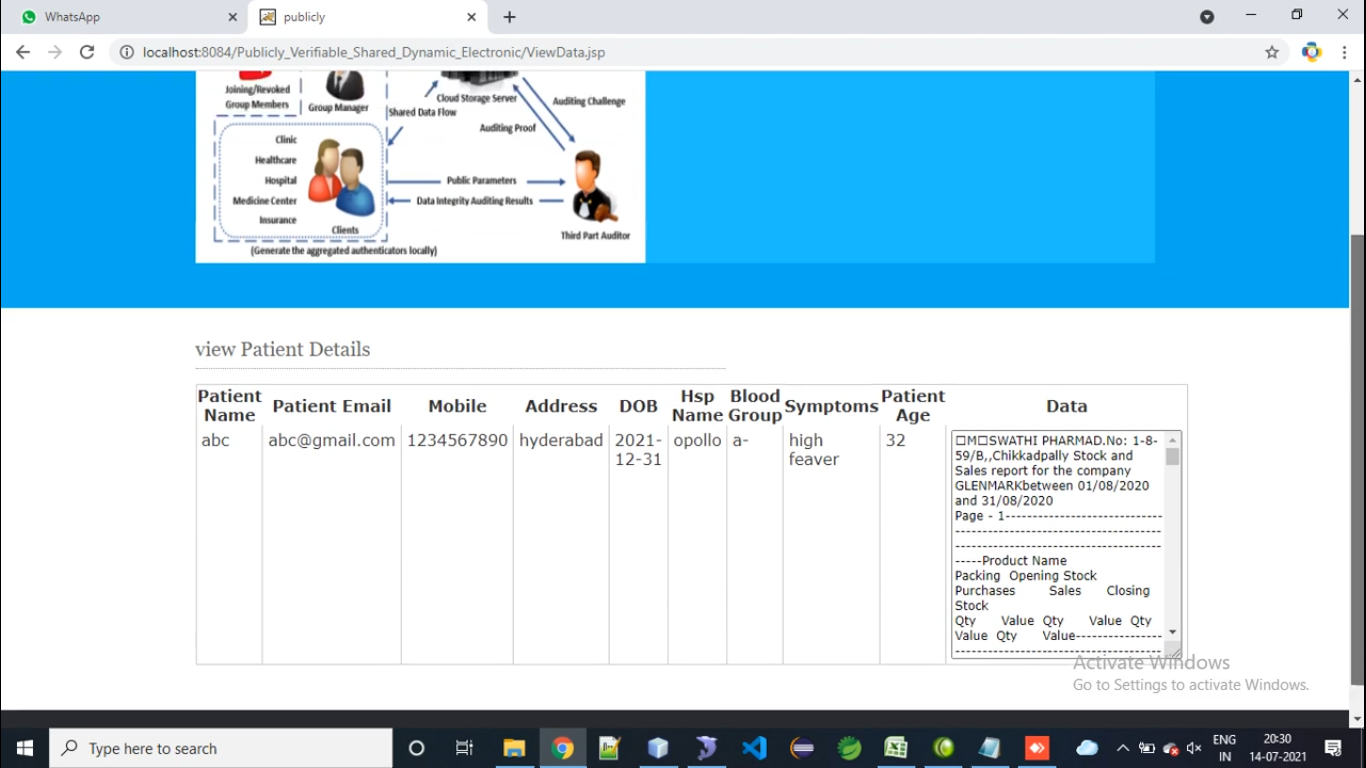 WhatsApp
publicly
localhost:8084/Publicly_Verifiable_Shared_Dynamic_Electronic/ViewData.jsp
Joining/Revoked
Group Members
Group Manager
Cloud Storage Server
Shared Data Flow
Auditing Challenge
Auditing Proof
Clinic
Healthcare
Hospital
Medicine Center
Insurance
Clients
Public Parameters
Data Integrity Auditing Results
Third Part Auditor
(Generate the aggregated authenticators locally)
view Patient Details
Patient Name Patient Email Mobile Address DOB Hsp Name Blood Group Symptoms Patient Age Data
abc abc@gmail.com 1234567890 hyderabad 2021-12-31 opollo a- high feaver 32
□M□SWATHI PHARMAD.No: 1-8-
59/B,,Chikkadpally Stock and
Sales report for the company
GLENMARKbetween 01/08/2020
and 31/08/2020
Page - 1-----------------------------
---------------------------------------
---------------------------------------
-----Product Name
Packing Opening Stock
Purchases Sales Closing
Stock
Qty Value Qty Value Qty
Value Qty Value----------------
---------------------------------------
Activate Windows
Go to Settings to activate Windows.
Type here to search
ENG
IN
20:30
14-07-2021